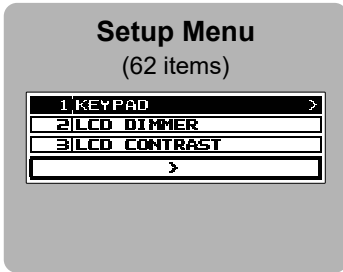 Setup Menu
(62 items)
1 KEYPAD >
2 LCD DIMMER
3 LCD CONTRAST
>